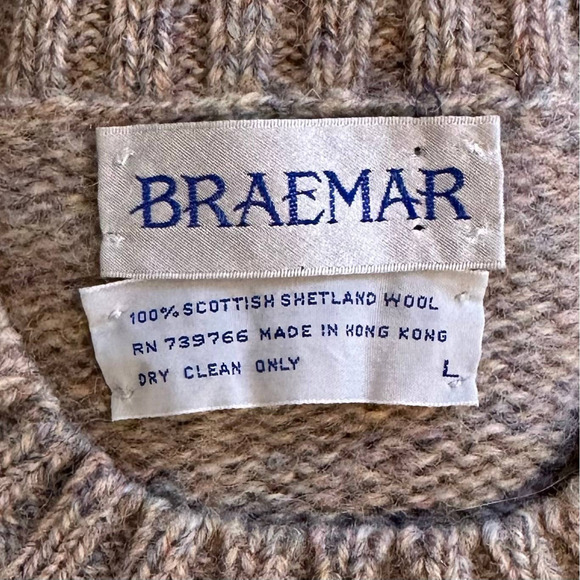 BRAEMAR
100% SCOTTISH SHETLAND WOOL
RN 739766 MADE IN HONG KONG
DRY CLEAN ONLY L